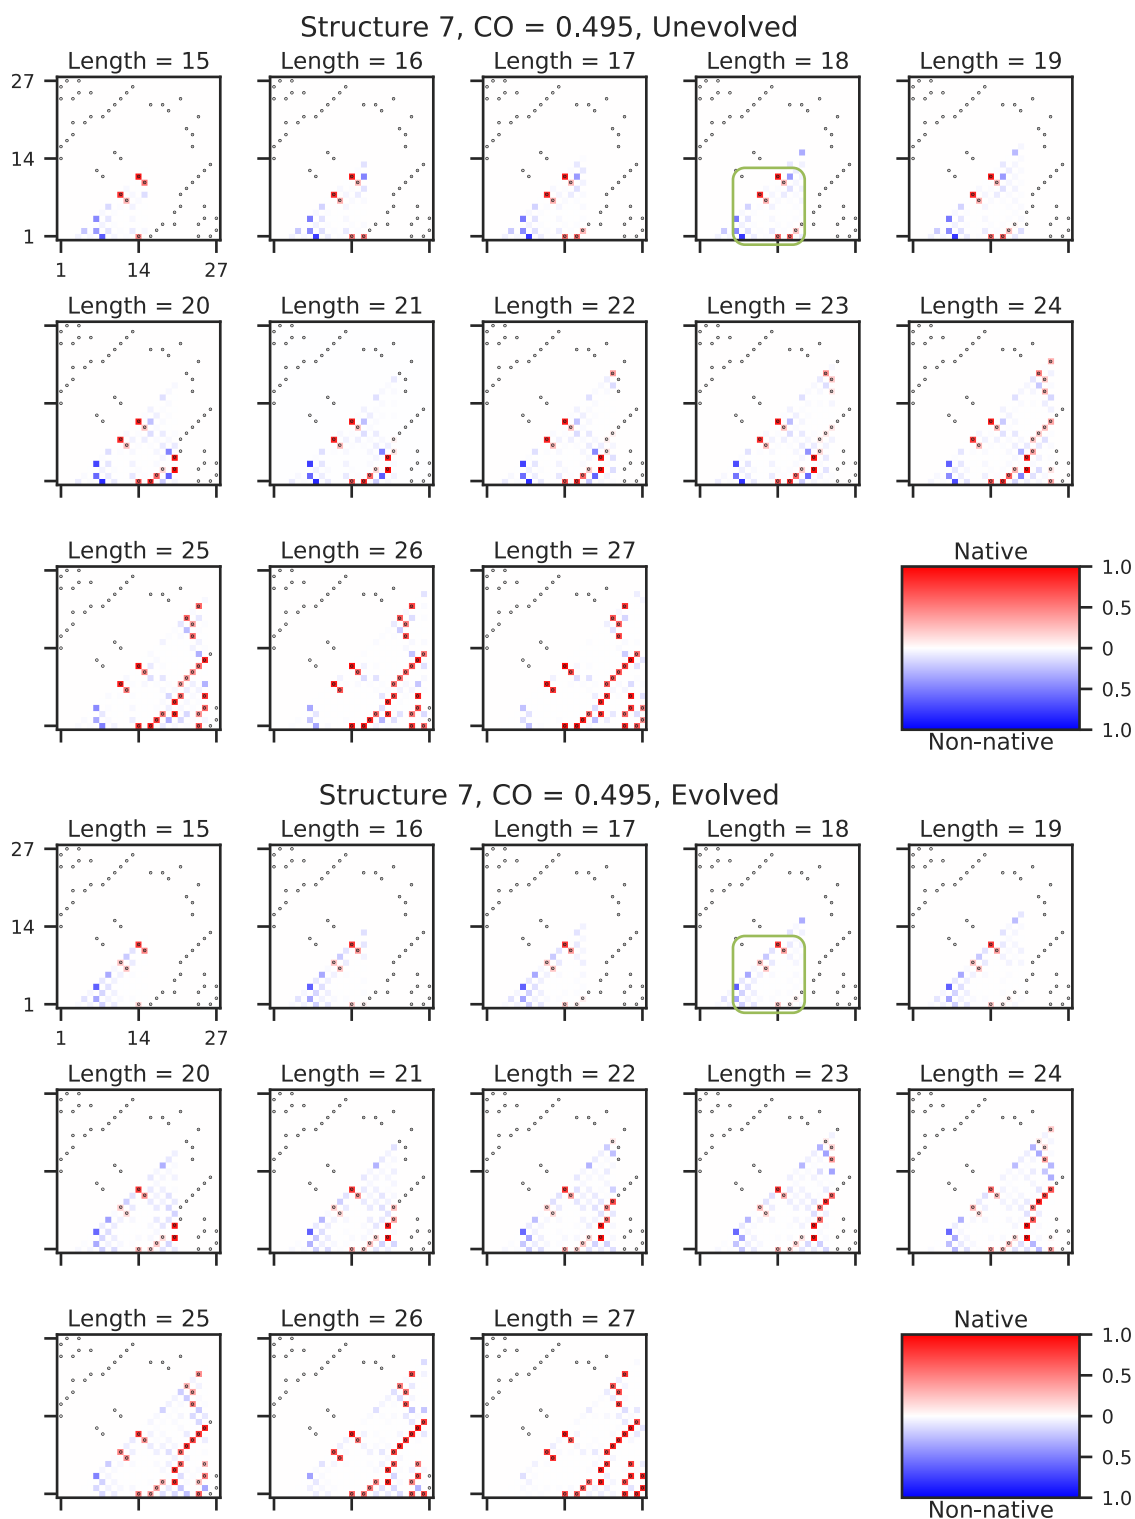 Structure 7, CO = 0.495, Unevolved
Length = 15 Length = 16 Length = 17 Length = 18 Length = 19
27
14
1
1 14 27
Length = 20 Length = 21 Length = 22 Length = 23 Length = 24
Length = 25 Length = 26 Length = 27 Native
1.0
0.5
0
0.5
1.0
Non-native
Structure 7, CO = 0.495, Evolved
Length = 15 Length = 16 Length = 17 Length = 18 Length = 19
27
14
1
1 14 27
Length = 20 Length = 21 Length = 22 Length = 23 Length = 24
Length = 25 Length = 26 Length = 27 Native
1.0
0.5
0
0.5
1.0
Non-native